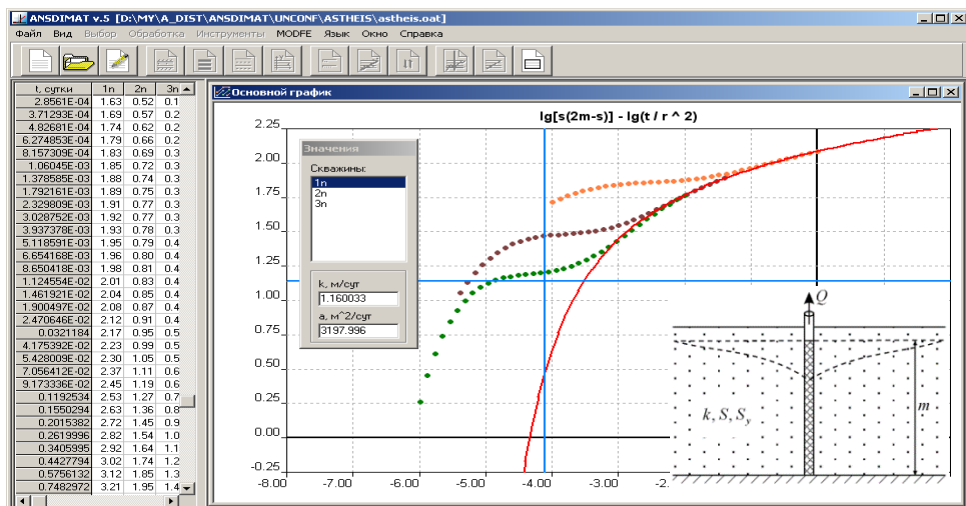 ANSDIMAT v.5 [D:\MY\A_DIST\ANSDIMAT\UNCONF\ASTHEIS\astheis.oat]
Файл Вид Выбор Обработка Инструменты MODFE Язык Окно Справка
t, сутки 1n 2n 3n
2.8561E-04 1.63 0.52 0.1
3.71293E-04 1.69 0.57 0.2
4.82681E-04 1.74 0.62 0.2
6.274853E-04 1.79 0.66 0.2
8.157309E-04 1.83 0.69 0.3
1.06045E-03 1.85 0.72 0.3
1.378585E-03 1.88 0.74 0.3
1.792161E-03 1.89 0.75 0.3
2.329809E-03 1.91 0.77 0.3
3.028752E-03 1.92 0.77 0.3
3.937378E-03 1.93 0.78 0.3
5.118591E-03 1.95 0.79 0.4
6.654168E-03 1.96 0.80 0.4
8.650418E-03 1.98 0.81 0.4
1.124554E-02 2.01 0.83 0.4
1.461921E-02 2.04 0.85 0.4
1.900497E-02 2.08 0.87 0.4
2.470646E-02 2.12 0.91 0.4
0.0321184 2.17 0.95 0.5
4.175392E-02 2.23 0.99 0.5
5.428009E-02 2.30 1.05 0.5
7.056412E-02 2.37 1.11 0.6
9.173336E-02 2.45 1.19 0.6
0.1192534 2.53 1.27 0.7
0.1550294 2.63 1.36 0.8
0.2015382 2.72 1.45 0.9
0.2619996 2.82 1.54 1.0
0.3405995 2.92 1.64 1.1
0.4427794 3.02 1.74 1.2
0.5756132 3.12 1.85 1.3
0.7482972 3.21 1.95 1.4
Основной график
lg[s(2m-s)] - lg(t / r ^ 2)
2.25
2.00
1.75
1.50
1.25
1.00
0.75
0.50
0.25
0.00
-0.25
-8.00 -7.00 -6.00 -5.00 -4.00 -3.00
Значения
Скважины:
1n
2n
3n
k, м/сут
1.160033
a, м^2/сут
3197.996
Q
k, S, Sy
m